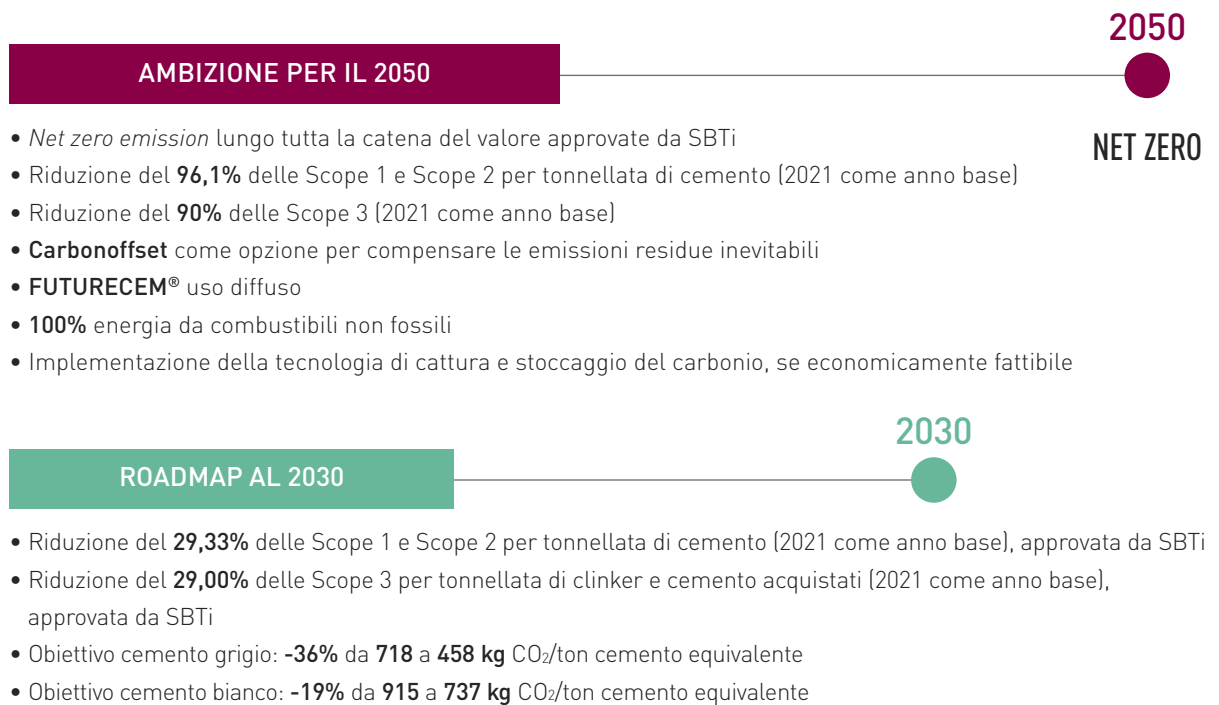 2050
AMBIZIONE PER IL 2050
NET ZERO
• Net zero emission lungo tutta la catena del valore approvate da SBTi
• Riduzione del 96,1% delle Scope 1 e Scope 2 per tonnellata di cemento (2021 come anno base)
• Riduzione del 90% delle Scope 3 (2021 come anno base)
• Carbonoffset come opzione per compensare le emissioni residue inevitabili
• FUTURECEM® uso diffuso
• 100% energia da combustibili non fossili
• Implementazione della tecnologia di cattura e stoccaggio del carbonio, se economicamente fattibile
2030
ROADMAP AL 2030
• Riduzione del 29,33% delle Scope 1 e Scope 2 per tonnellata di cemento (2021 come anno base), approvata da SBTi
• Riduzione del 29,00% delle Scope 3 per tonnellata di clinker e cemento acquistati (2021 come anno base),
approvata da SBTi
• Obiettivo cemento grigio: -36% da 718 a 458 kg CO₂/ton cemento equivalente
• Obiettivo cemento bianco: -19% da 915 a 737 kg CO₂/ton cemento equivalente